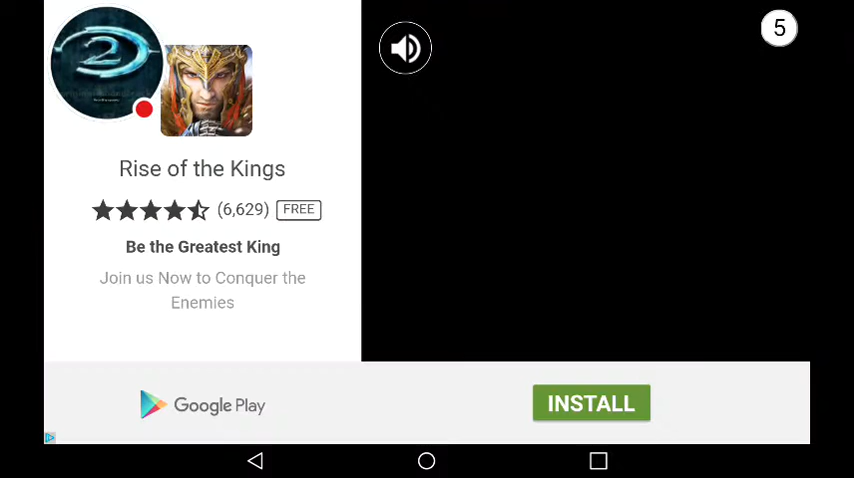 5
2
Rise of the Kings
(6,629) FREE
Be the Greatest King
Join us Now to Conquer the
Enemies
Google Play
INSTALL